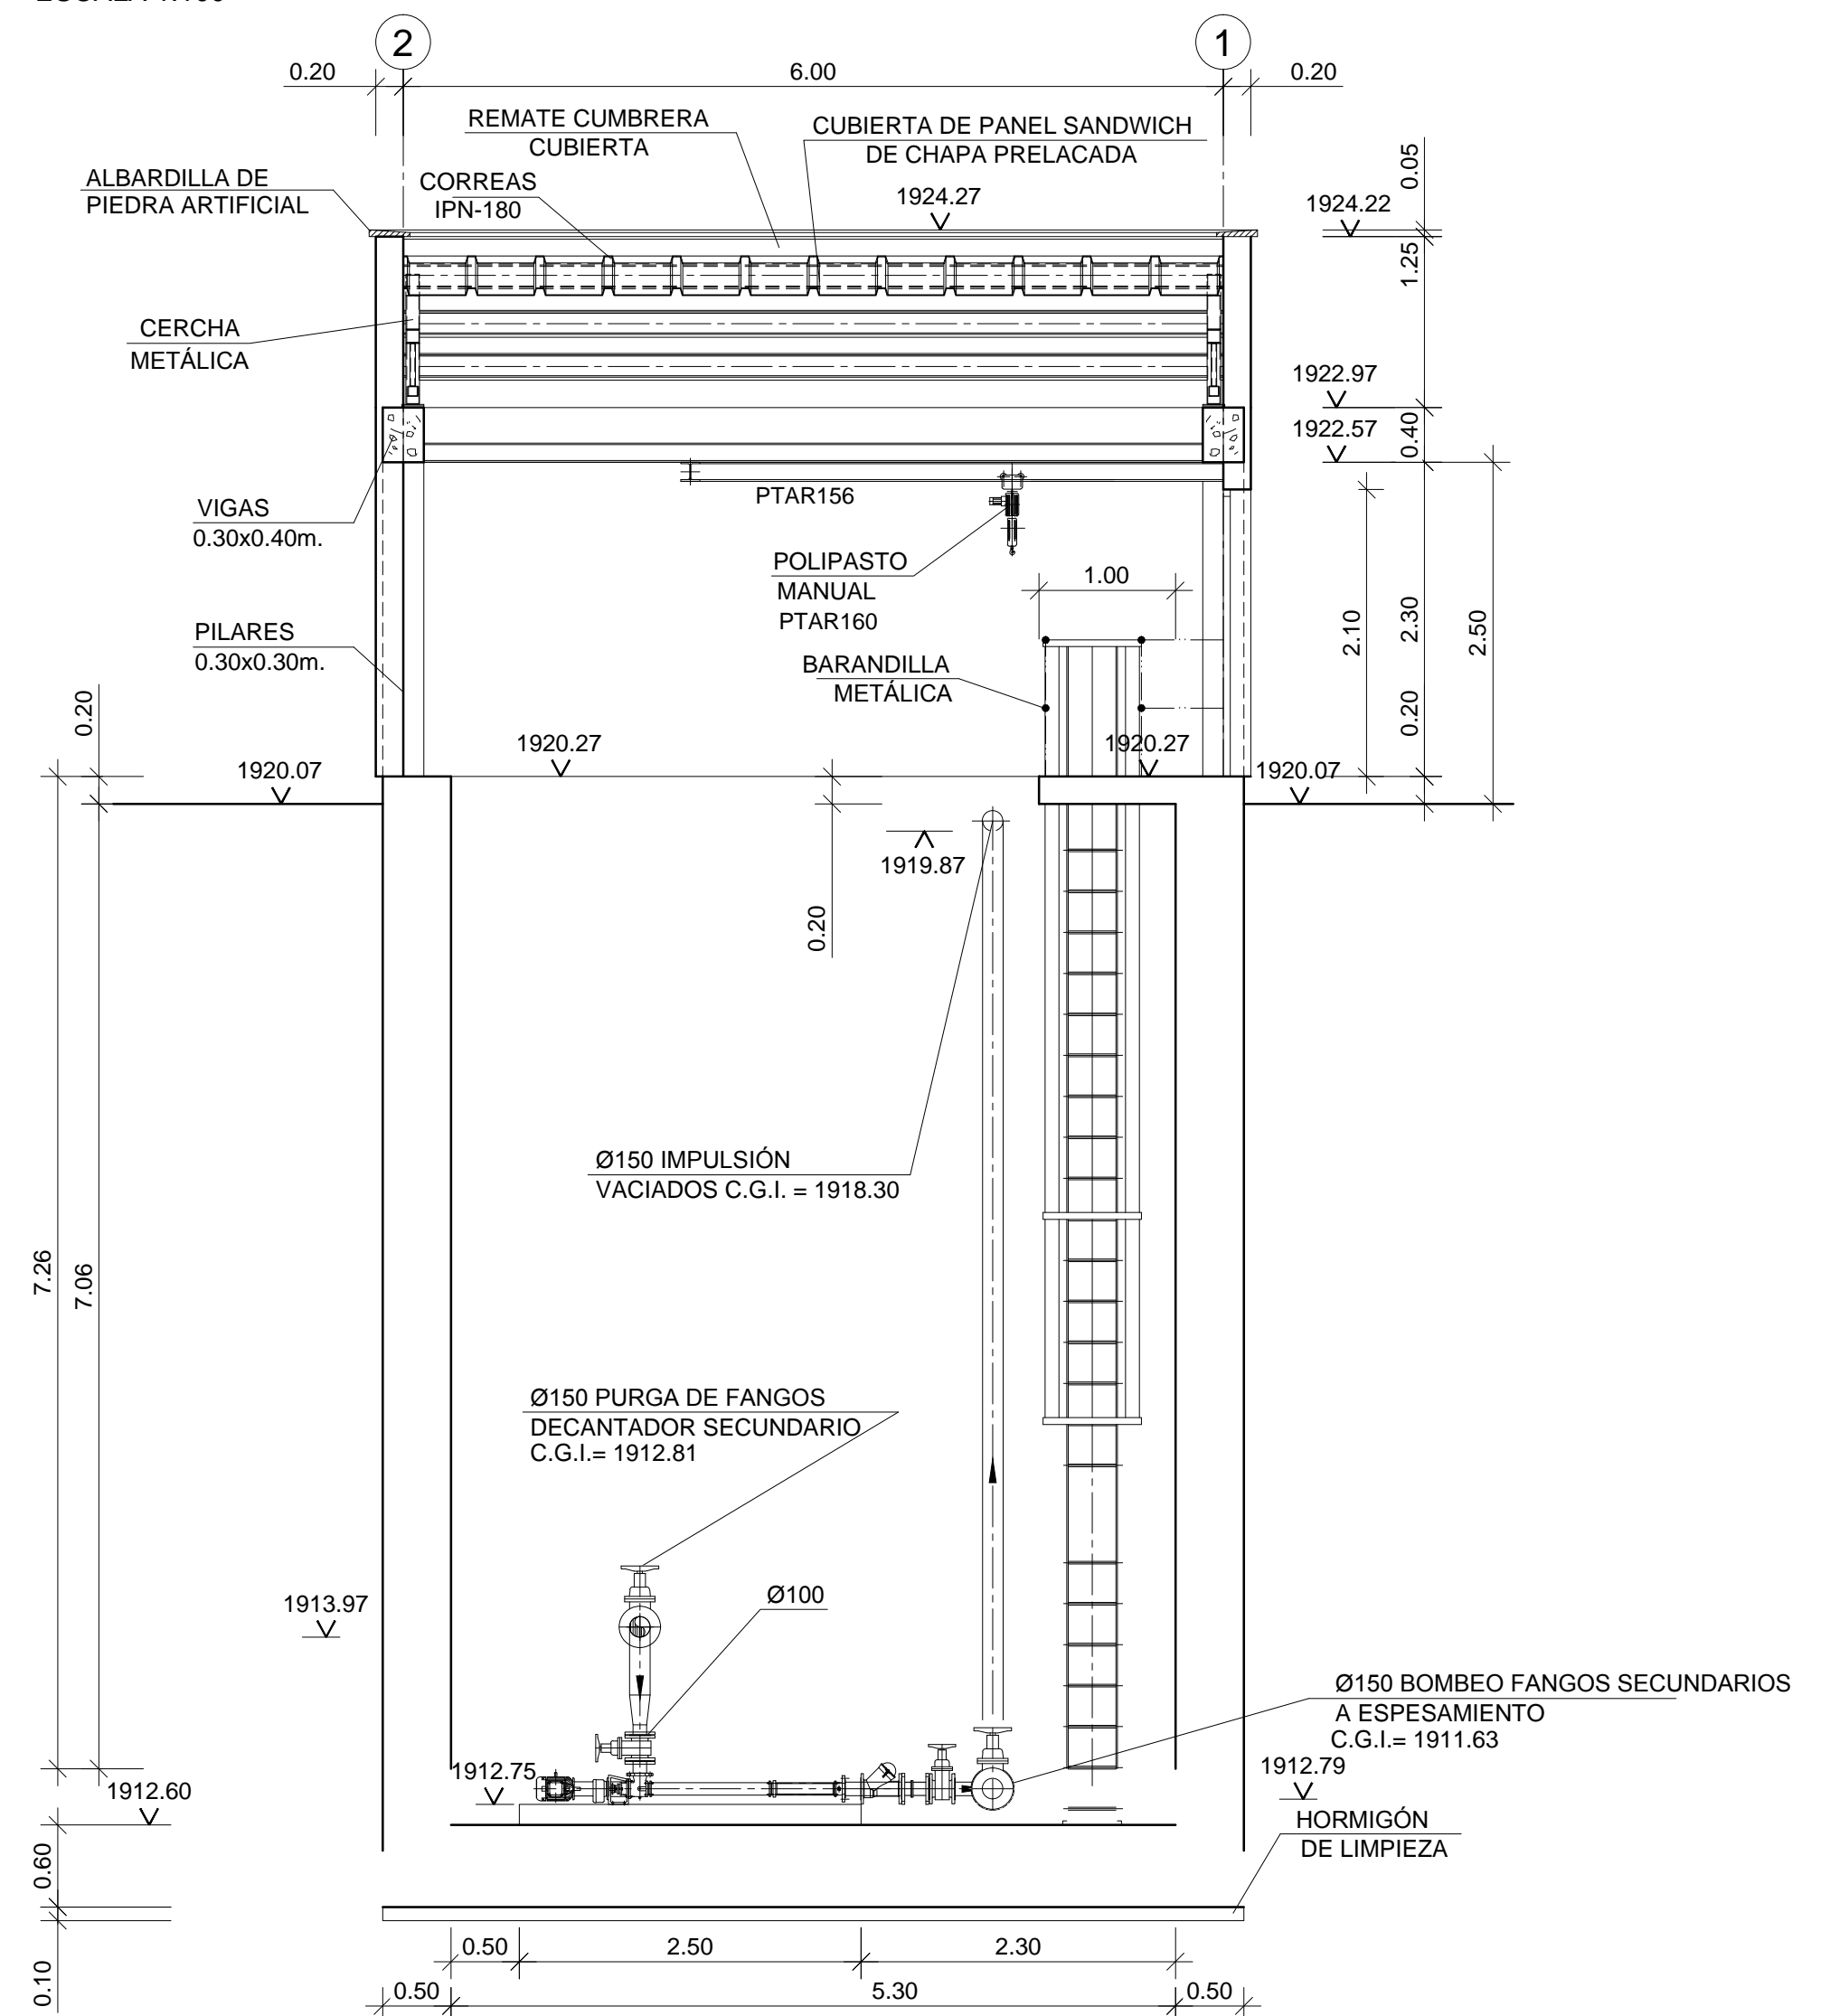 2
1
0.20
6.00
0.20
REMATE CUMBRERA
CUBIERTA
CUBIERTA DE PANEL SANDWICH
DE CHAPA PRELACADA
ALBARDILLA DE
PIEDRA ARTIFICIAL
CORREAS
IPN-180
1924.27
1924.22
0.05
1.25
CERCHA
METÁLICA
1922.97
1922.57
0.40
VIGAS
0.30x0.40m.
PTAR156
POLIPASTO
MANUAL
PTAR160
1.00
2.10
2.30
2.50
PILARES
0.30x0.30m.
BARANDILLA
METÁLICA
0.20
0.20
1920.27
1920.27
1920.07
1920.07
1919.87
0.20
Ø150 IMPULSIÓN
VACIADOS C.G.I. = 1918.30
7.26
7.06
Ø150 PURGA DE FANGOS
DECANTADOR SECUNDARIO
C.G.I.= 1912.81
1913.97
Ø100
Ø150 BOMBEO FANGOS SECUNDARIOS
A ESPESAMIENTO
C.G.I.= 1911.63
1912.75
1912.79
1912.60
HORMIGÓN
DE LIMPIEZA
0.60
0.10
0.50
2.50
2.30
0.50
5.30
0.50